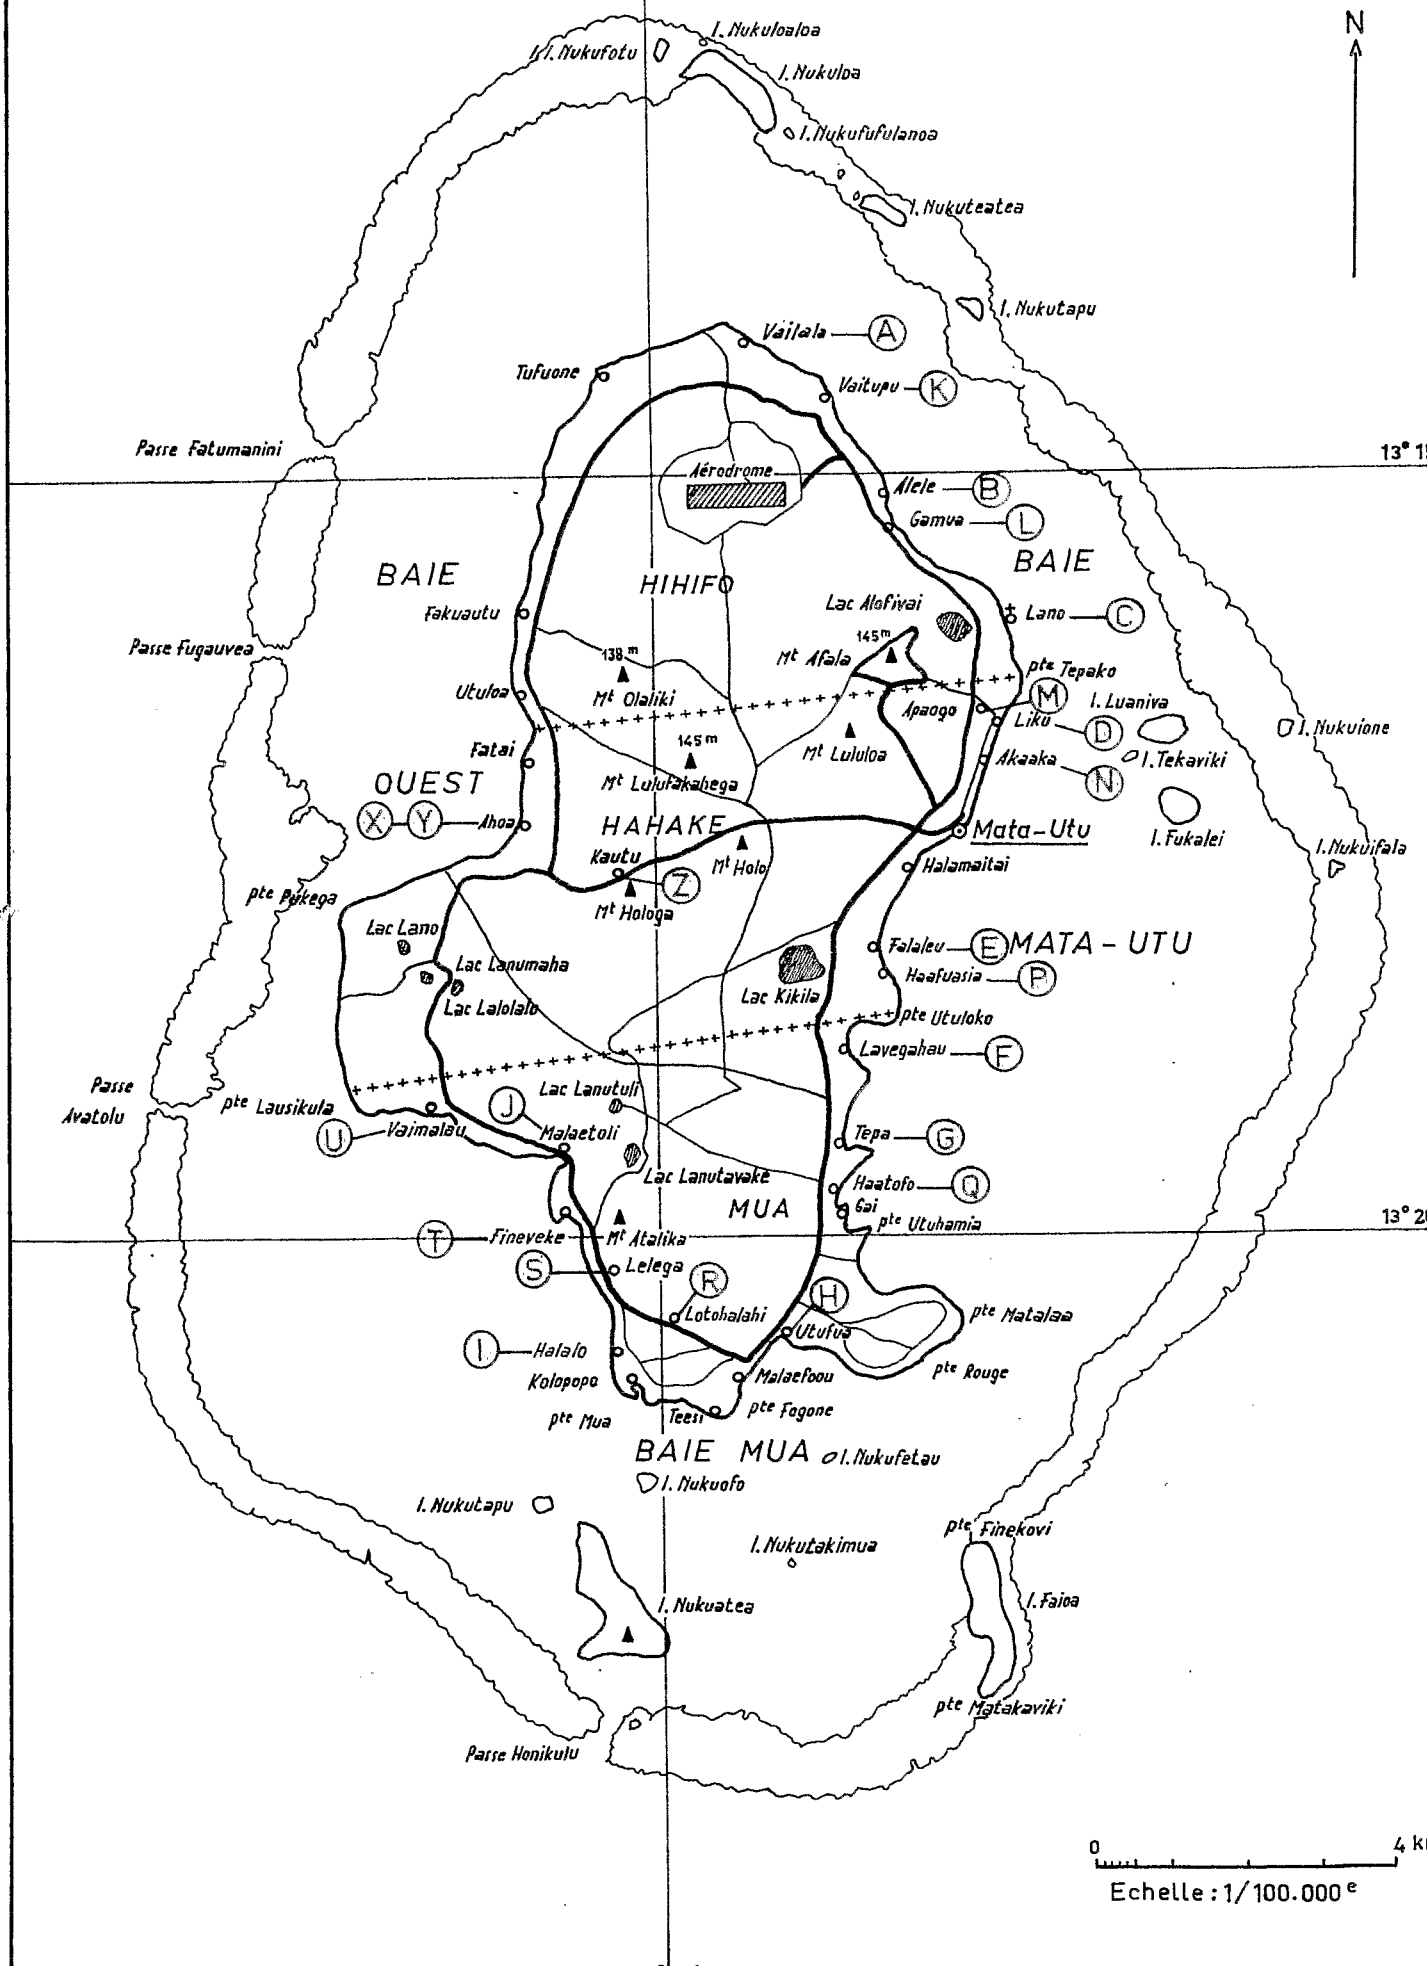 N
I. Nukuloaloa
I. Nukufotu
I. Nukuloa
I. Nukufufulanoa
I. Nukuteatea
I. Nukutapu
Vailala
A
Tufuone
Vaitupu
K
Passe Fatumanini
13° 15
Aérodrome
Alele
B
Gamua
L
BAIE
BAIE
HIHIFO
Lac Alofivai
Fakuautu
Lano
C
145 m
Passe Fugauvea
138 m
Mt Afala
pte Tepako
Utuloa
Mt Olaliki
Apaogo
M
I. Luaniva
Liku
D
I. Nukuione
145 m
Mt Lululoa
Fatai
Akaaka
I. Tekaviki
OUEST
Mt Lulutakahega
N
X
Y
Ahoa
HAHAKE
Mata-Utu
I. Fukalei
I. Nukuifala
Kautu
Mt Holo
Halamaitai
pte Pukega
Z
Mt Hologa
Lac Lano
Falaleu
E
MATA-UTU
Lac Lanumaha
Haafuasia
P
Lac Lalolalo
Lac Kikila
pte Utuloko
Lavegahau
F
Passe
Avatolu
pte Lausikula
Lac Lanutuli
J
U
Vaimalau
Malaetoli
Tepa
G
Lac Lanutavake
Haatofo
Q
MUA
Gai
pte Utuhamia
13° 20
T
Fineveke
Mt Atalika
S
Lelega
R
H
Lotohalahi
pte Matalaa
Utufua
I
Halalo
pte Rouge
Kolopopo
Malaefoou
pte Mua
Teesi
pte Fogone
BAIE MUA
I. Nukufetau
I. Nukuofo
I. Nukutapu
pte Finekovi
I. Nukutakimua
I. Nukuatea
I. Faioa
pte Matakaviki
Passe Honikulu
0
4 k
Echelle : 1/100.000e